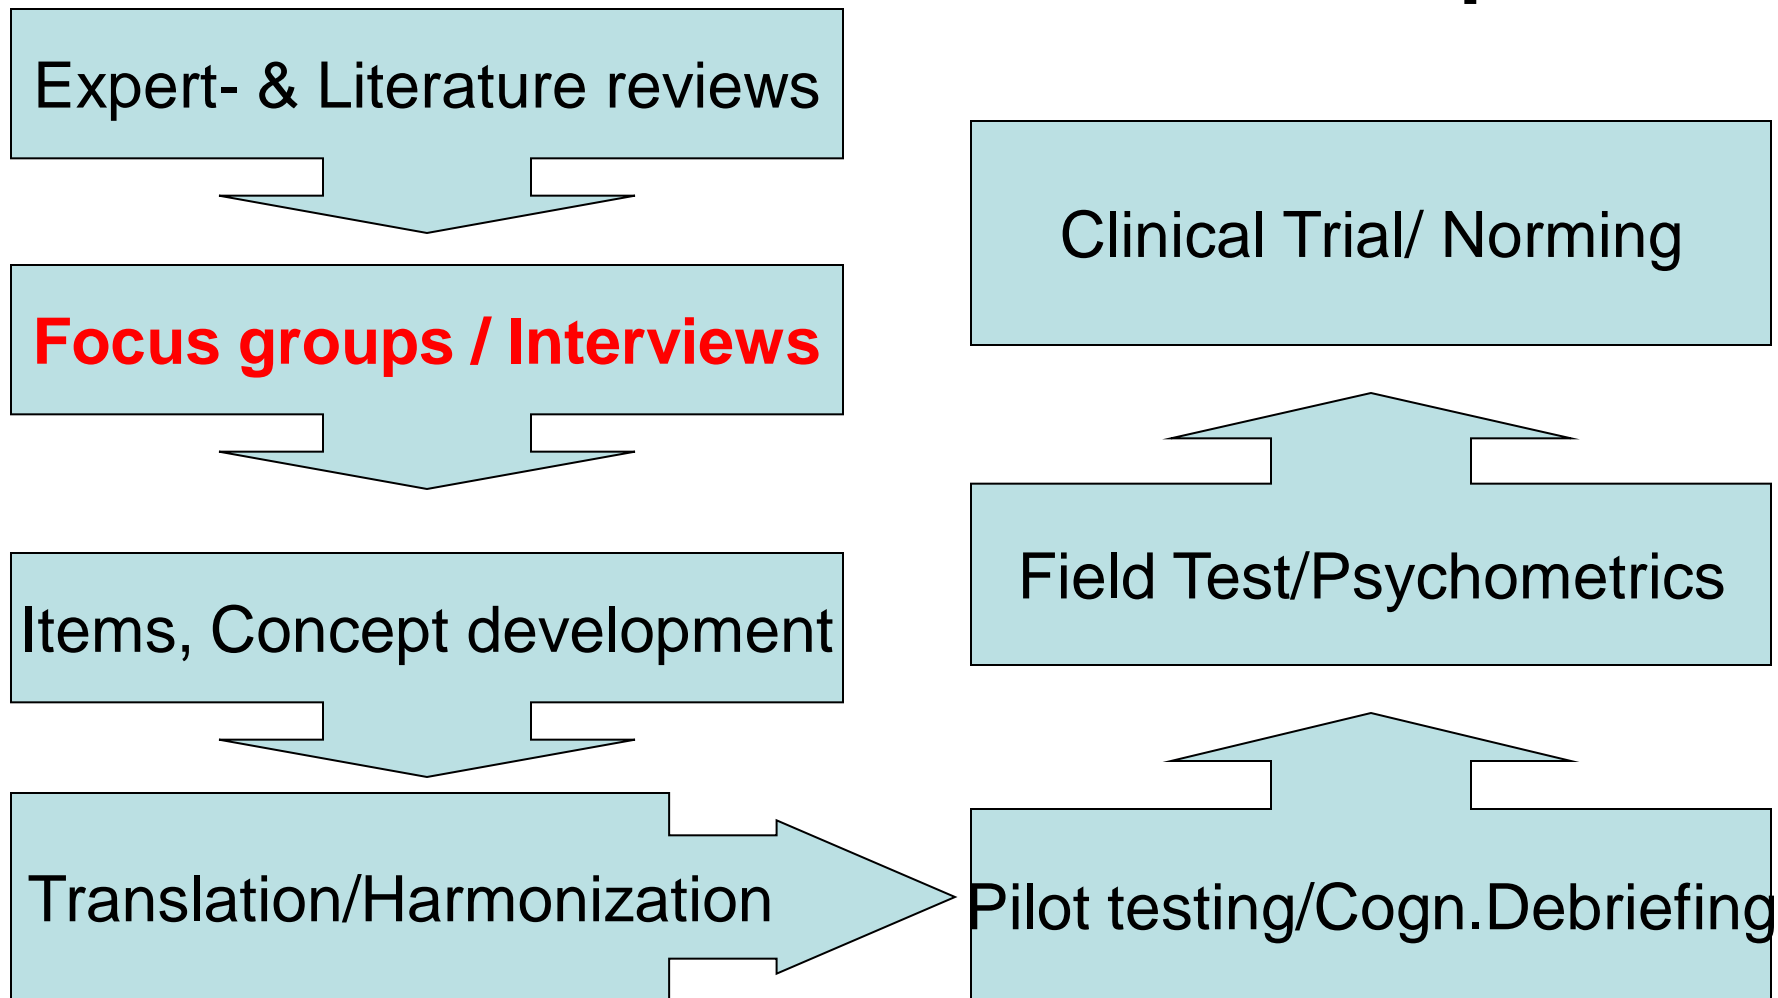 Expert- & Literature reviews
Focus groups / Interviews
Items, Concept development
Translation/Harmonization
Pilot testing/Cogn.Debriefing
Field Test/Psychometrics
Clinical Trial/ Norming